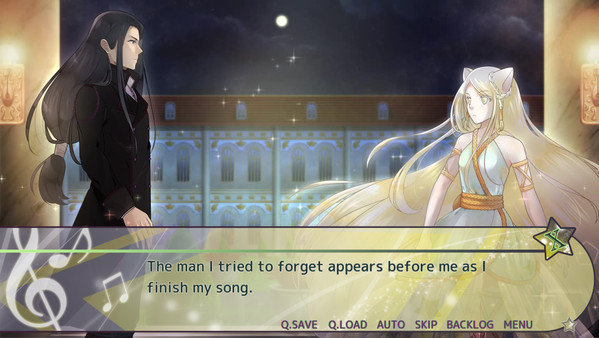 The man I tried to forget appears before me as I
finish my song.
Q.SAVE Q.LOAD AUTO SKIP BACKLOG MENU